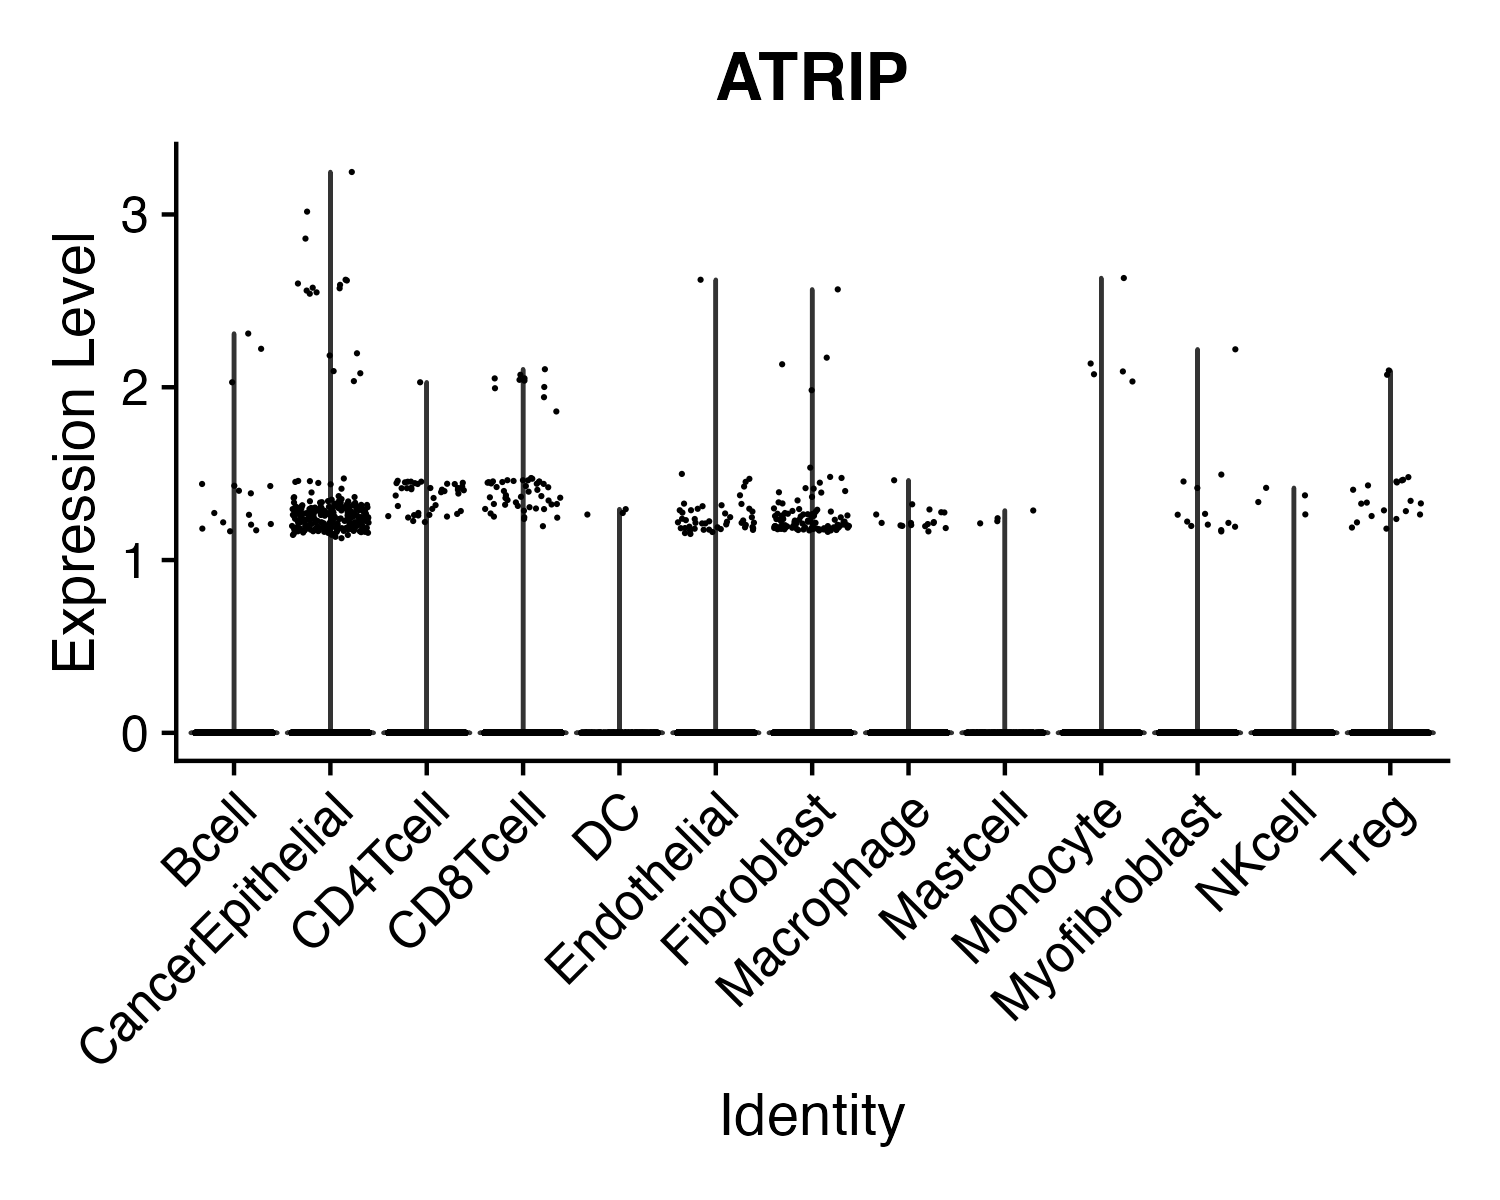 ATRIP
Expression Level
3
2
1
0
Bcell
CancerEpithelial
CD4Tcell
CD8Tcell
DC
Endothelial
Fibroblast
Macrophage
Mastcell
Monocyte
Myofibroblast
NKcell
Treg
Identity